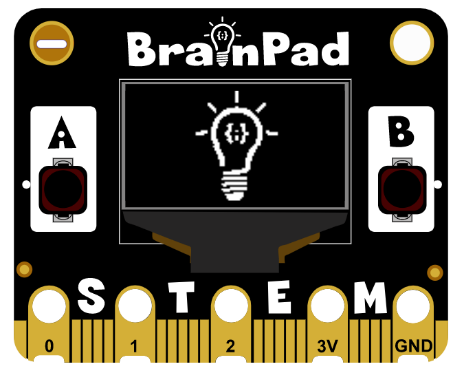 BrainPad
A
B
{;}
S T E M
0 1 2 3V GND